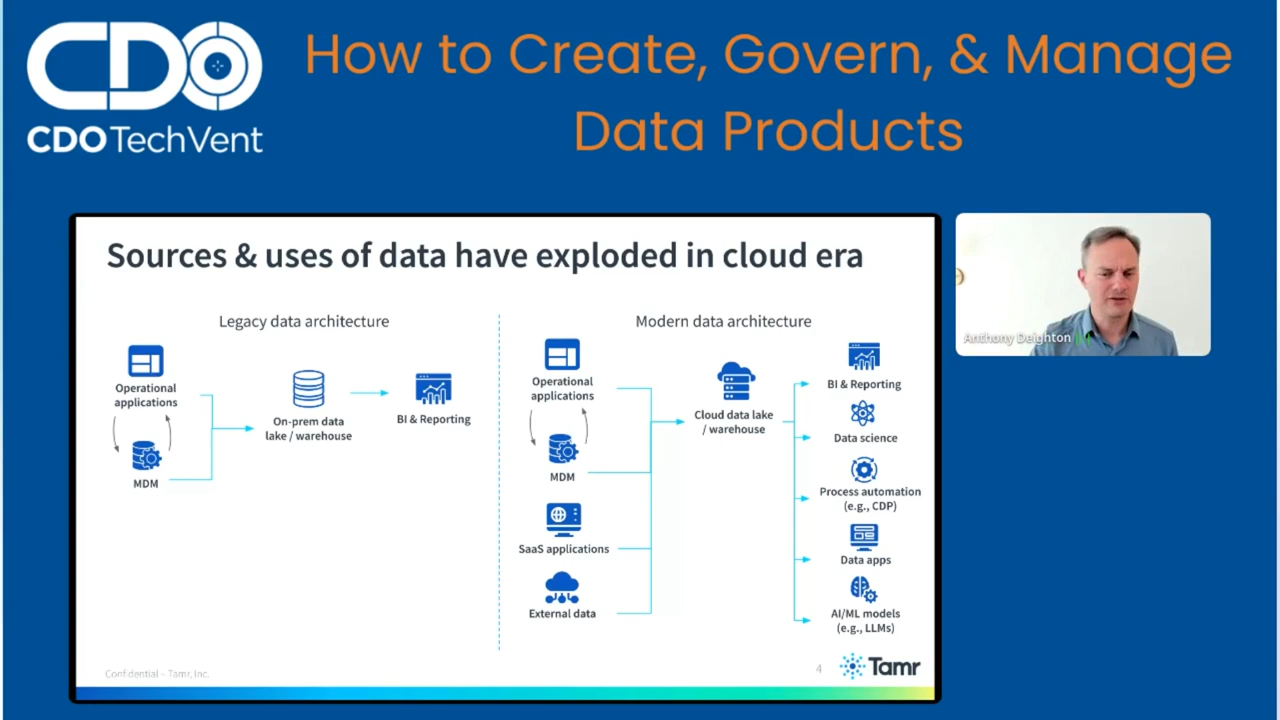 CDO
CDO TechVent
How to Create, Govern, & Manage
Data Products
Sources & uses of data have exploded in cloud era
Legacy data architecture
Operational
applications
MDM
On-prem data
lake / warehouse
BI & Reporting
Modern data architecture
Operational
applications
MDM
SaaS applications
External data
Cloud data lake
/ warehouse
BI & Reporting
Data science
Process automation
(e.g., CDP)
Data apps
AI/ML models
(e.g., LLMs)
Confidential – Tamr, Inc.
4
Tamr
Anthony Deighton